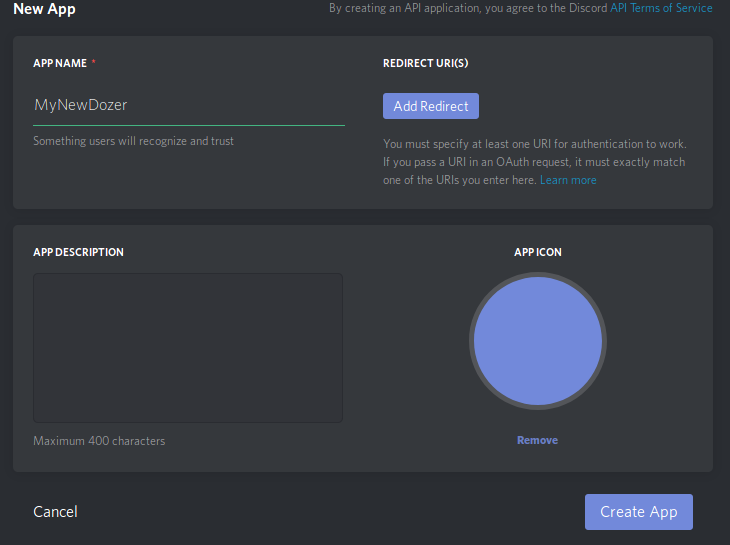 New App
By creating an API application, you agree to the Discord API Terms of Service
APP NAME *
MyNewDozer
Something users will recognize and trust
REDIRECT URI(S)
Add Redirect
You must specify at least one URI for authentication to work.
If you pass a URI in an OAuth request, it must exactly match
one of the URIs you enter here. Learn more
APP DESCRIPTION
Maximum 400 characters
APP ICON
Remove
Cancel
Create App